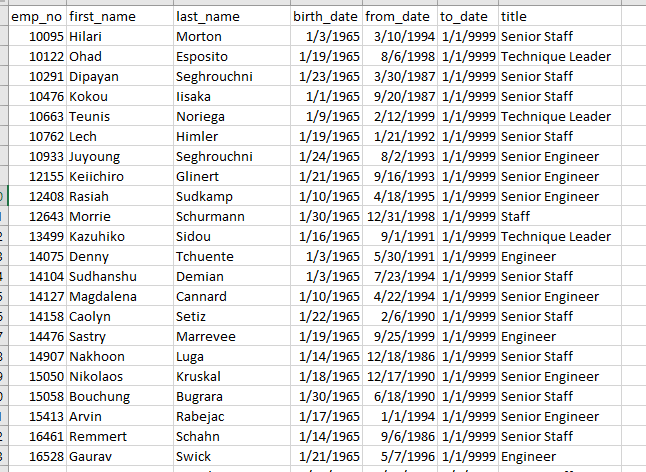 emp_no first_name last_name birth_date from_date to_date title
10095 Hilari Morton 1/3/1965 3/10/1994 1/1/9999 Senior Staff
10122 Ohad Esposito 1/19/1965 8/6/1998 1/1/9999 Technique Leader
10291 Dipayan Seghrouchni 1/23/1965 3/30/1987 1/1/9999 Senior Staff
10476 Kokou Iisaka 1/1/1965 9/20/1987 1/1/9999 Senior Staff
10663 Teunis Noriega 1/9/1965 2/12/1999 1/1/9999 Technique Leader
10762 Lech Himler 1/19/1965 1/21/1992 1/1/9999 Senior Staff
10933 Juyoung Seghrouchni 1/24/1965 8/2/1993 1/1/9999 Senior Engineer
12155 Keiichiro Glinert 1/21/1965 9/16/1993 1/1/9999 Senior Engineer
12408 Rasiah Sudkamp 1/10/1965 4/18/1995 1/1/9999 Senior Engineer
12643 Morrie Schurmann 1/30/1965 12/31/1998 1/1/9999 Staff
13499 Kazuhiko Sidou 1/16/1965 9/1/1991 1/1/9999 Technique Leader
14075 Denny Tchuente 1/3/1965 5/30/1991 1/1/9999 Engineer
14104 Sudhanshu Demian 1/3/1965 7/23/1994 1/1/9999 Senior Staff
14127 Magdalena Cannard 1/10/1965 4/22/1994 1/1/9999 Senior Engineer
14158 Caolyn Setiz 1/22/1965 2/6/1990 1/1/9999 Senior Staff
14476 Sastry Marrevee 1/19/1965 9/25/1999 1/1/9999 Engineer
14907 Nakhoon Luga 1/14/1965 12/18/1986 1/1/9999 Senior Staff
15050 Nikolaos Kruskal 1/18/1965 12/17/1990 1/1/9999 Senior Engineer
15058 Bouchung Bugrara 1/30/1965 6/18/1990 1/1/9999 Senior Staff
15413 Arvin Rabejac 1/17/1965 1/1/1994 1/1/9999 Senior Engineer
16461 Remmert Schahn 1/14/1965 9/6/1986 1/1/9999 Senior Staff
16528 Gaurav Swick 1/21/1965 5/7/1996 1/1/9999 Engineer